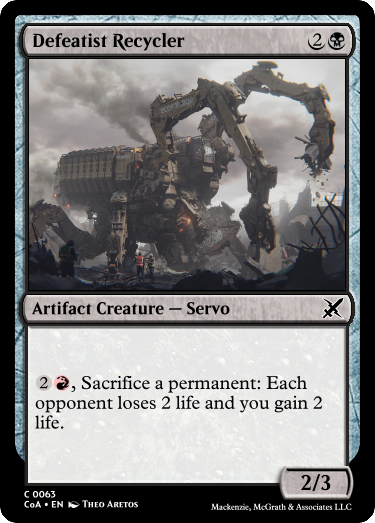 Defeatist Recycler 2
Artifact Creature — Servo
2, Sacrifice a permanent: Each
opponent loses 2 life and you gain 2
life.
2/3
C 0063
CoA • EN Theo Aretos
Mackenzie, McGrath & Associates LLC